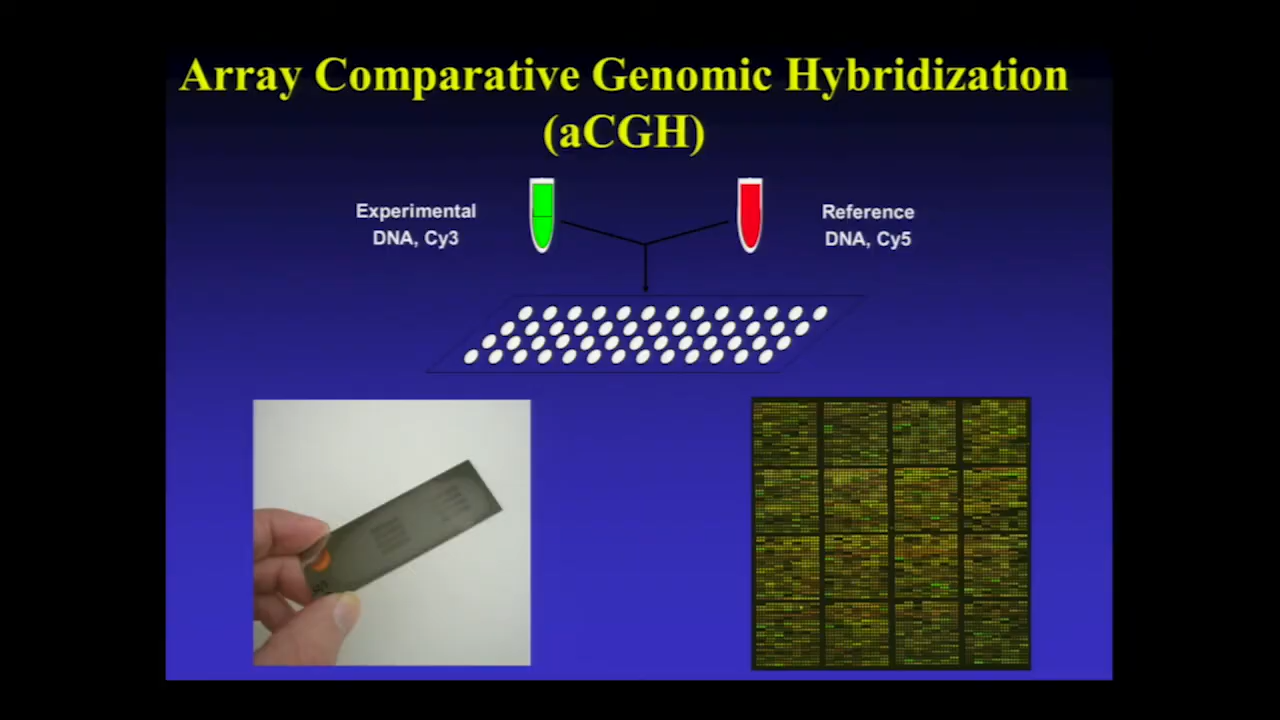 Array Comparative Genomic Hybridization
(aCGH)
Experimental
DNA, Cy3
Reference
DNA, Cy5